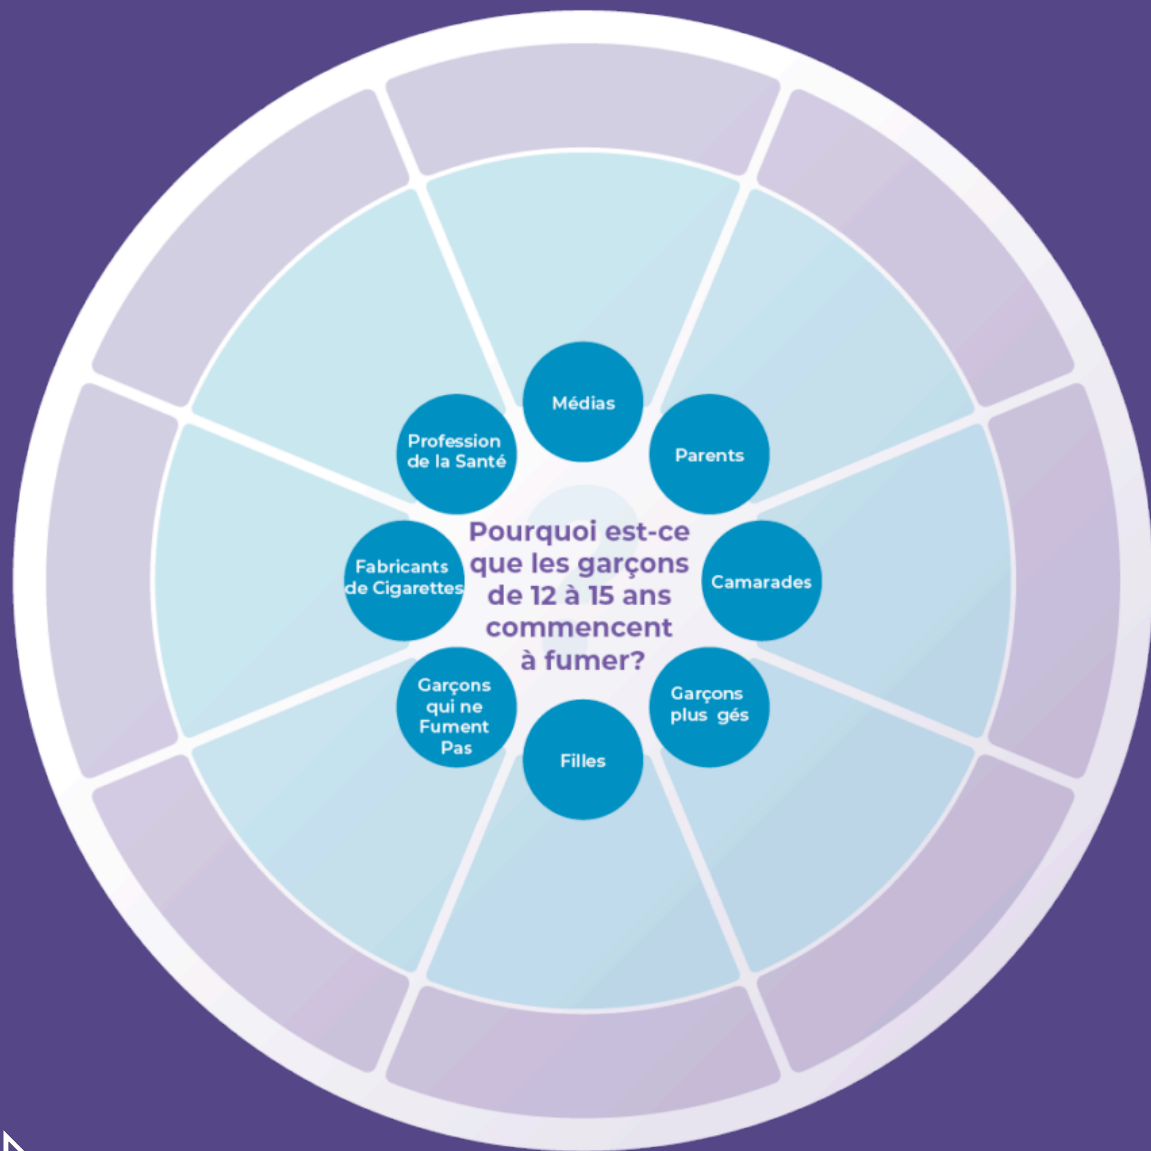 Médias
Profession
de la Santé
Parents
Pourquoi est-ce
que les garçons
de 12 à 15 ans
commencent
à fumer?
Fabricants
de Cigarettes
Camarades
Garçons
qui ne
Fument
Pas
Garçons
plus gés
Filles